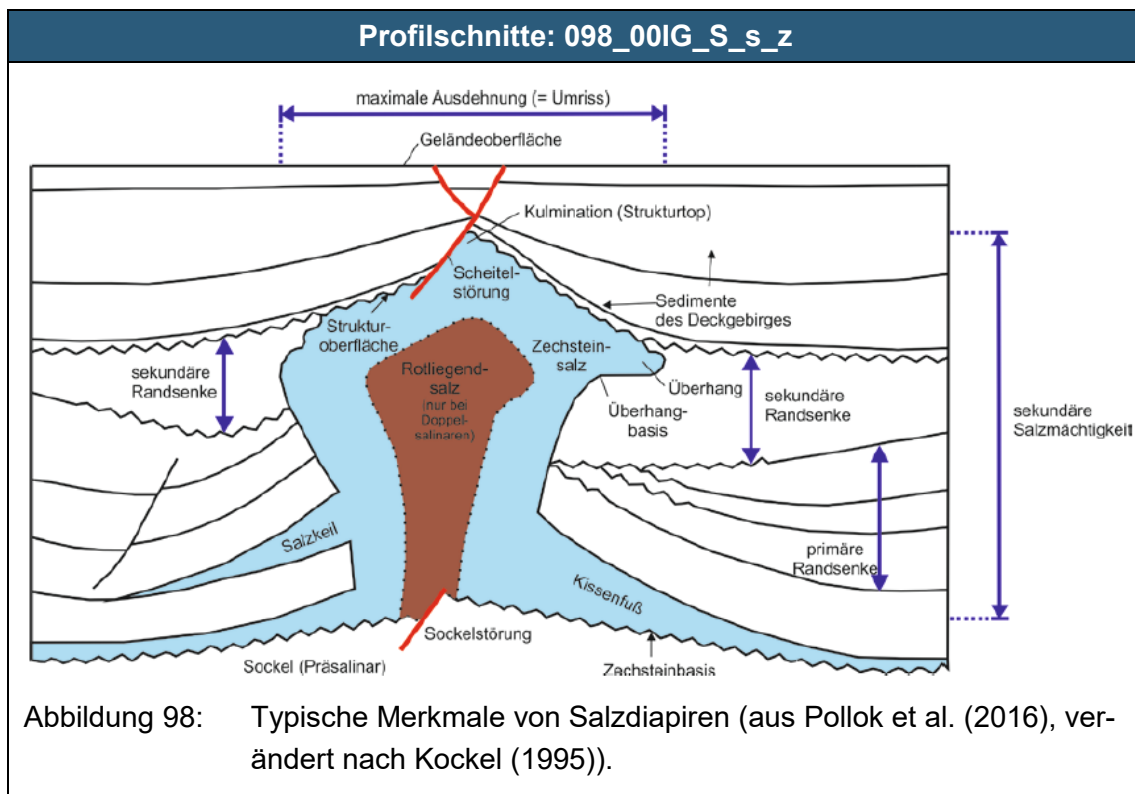 Profilschnitte: 098_00IG_S_s_z
maximale Ausdehnung (= Umriss)
Geländeoberfläche
Kulmination (Strukturtop)
Scheitel-
störung
Sedimente
des Deckgebirges
Struktur-
oberfläche
Zechstein-
salz
sekundäre
Randsenke
Rotliegend-
salz
(nur bei
Doppel-
salinaren)
Überhang
Überhang-
basis
sekundäre
Randsenke
sekundäre
Salzmächtigkeit
Salzkeil
primäre
Randsenke
Kissenfuß
Sockelstörung
Sockel (Präsalinar)
Zechsteinbasis
Abbildung 98: Typische Merkmale von Salzdiapiren (aus Pollok et al. (2016), ver-
ändert nach Kockel (1995)).